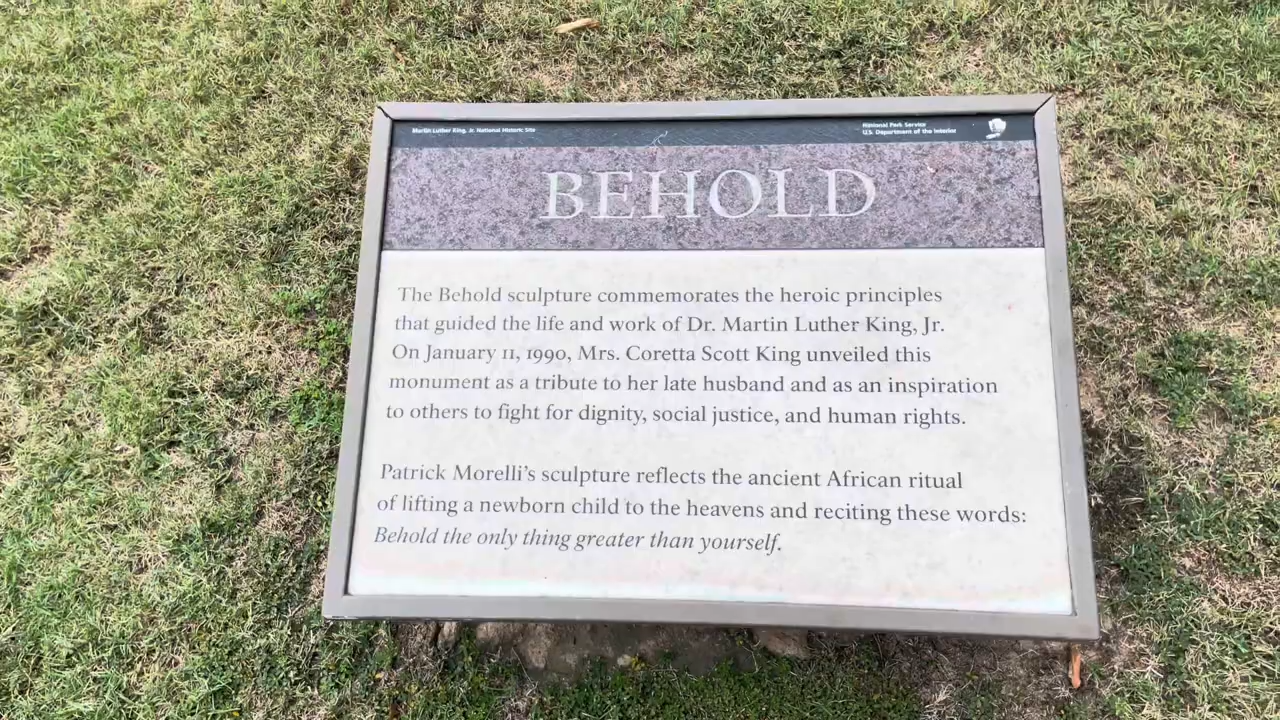 Martin Luther King, Jr. National Historic Site
National Park Service
U.S. Department of the Interior
BEHOLD
The Behold sculpture commemorates the heroic principles
that guided the life and work of Dr. Martin Luther King, Jr.
On January 11, 1990, Mrs. Coretta Scott King unveiled this
monument as a tribute to her late husband and as an inspiration
to others to fight for dignity, social justice, and human rights.
Patrick Morelli's sculpture reflects the ancient African ritual
of lifting a newborn child to the heavens and reciting these words:
Behold the only thing greater than yourself.